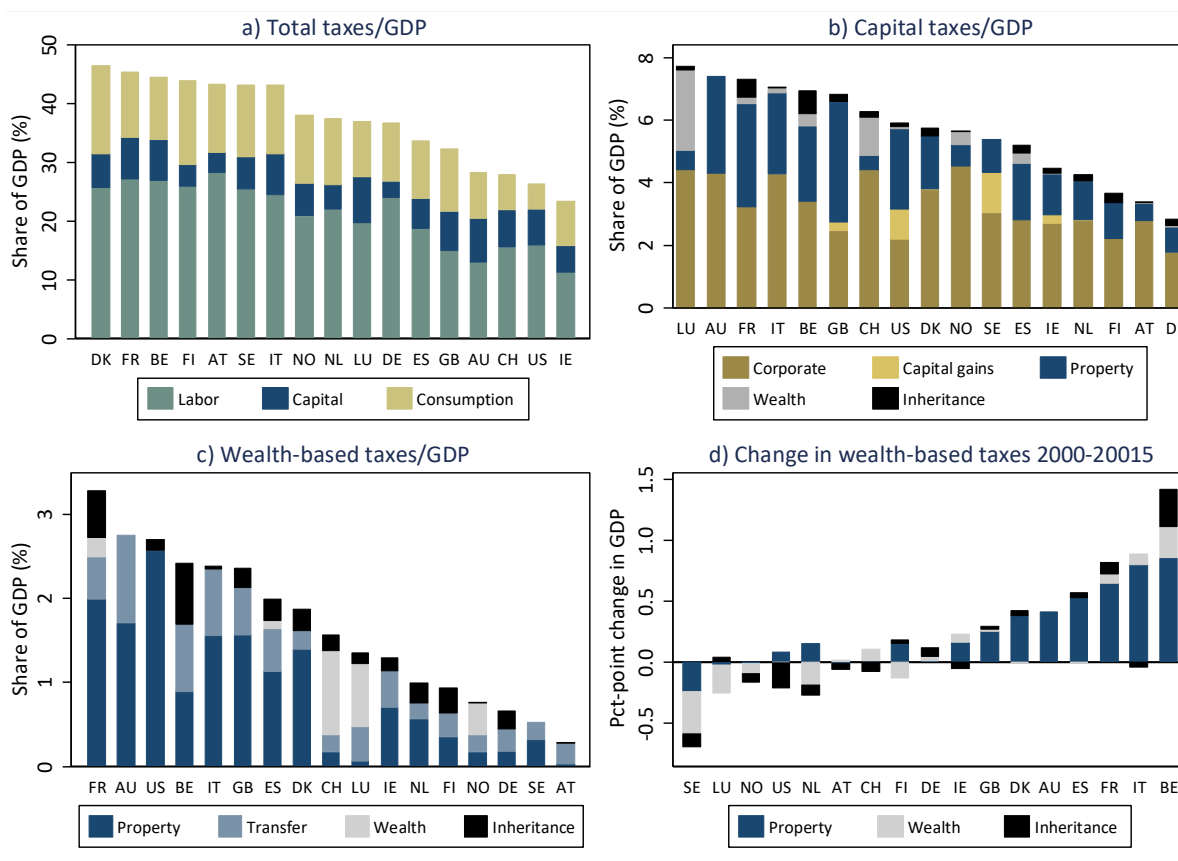 a) Total taxes/GDP
Share of GDP (%)
50
40
30
20
10
0
DK FR BE FI AT SE IT NO NL LU DE ES GB AU CH US IE
Labor Capital Consumption
b) Capital taxes/GDP
Share of GDP (%)
8
6
4
2
0
LU AU FR IT BE GB CH US DK NO SE ES IE NL FI AT D
Corporate Capital gains Property
Wealth Inheritance
c) Wealth-based taxes/GDP
Share of GDP (%)
3
2
1
0
FR AU US BE IT GB ES DK CH LU IE NL FI NO DE SE AT
Property Transfer Wealth Inheritance
d) Change in wealth-based taxes 2000-20015
Pct-point change in GDP
1.5
1.0
0.5
0.0
-0.5
SE LU NO US NL AT CH FI DE IE GB DK AU ES FR IT BE
Property Wealth Inheritance